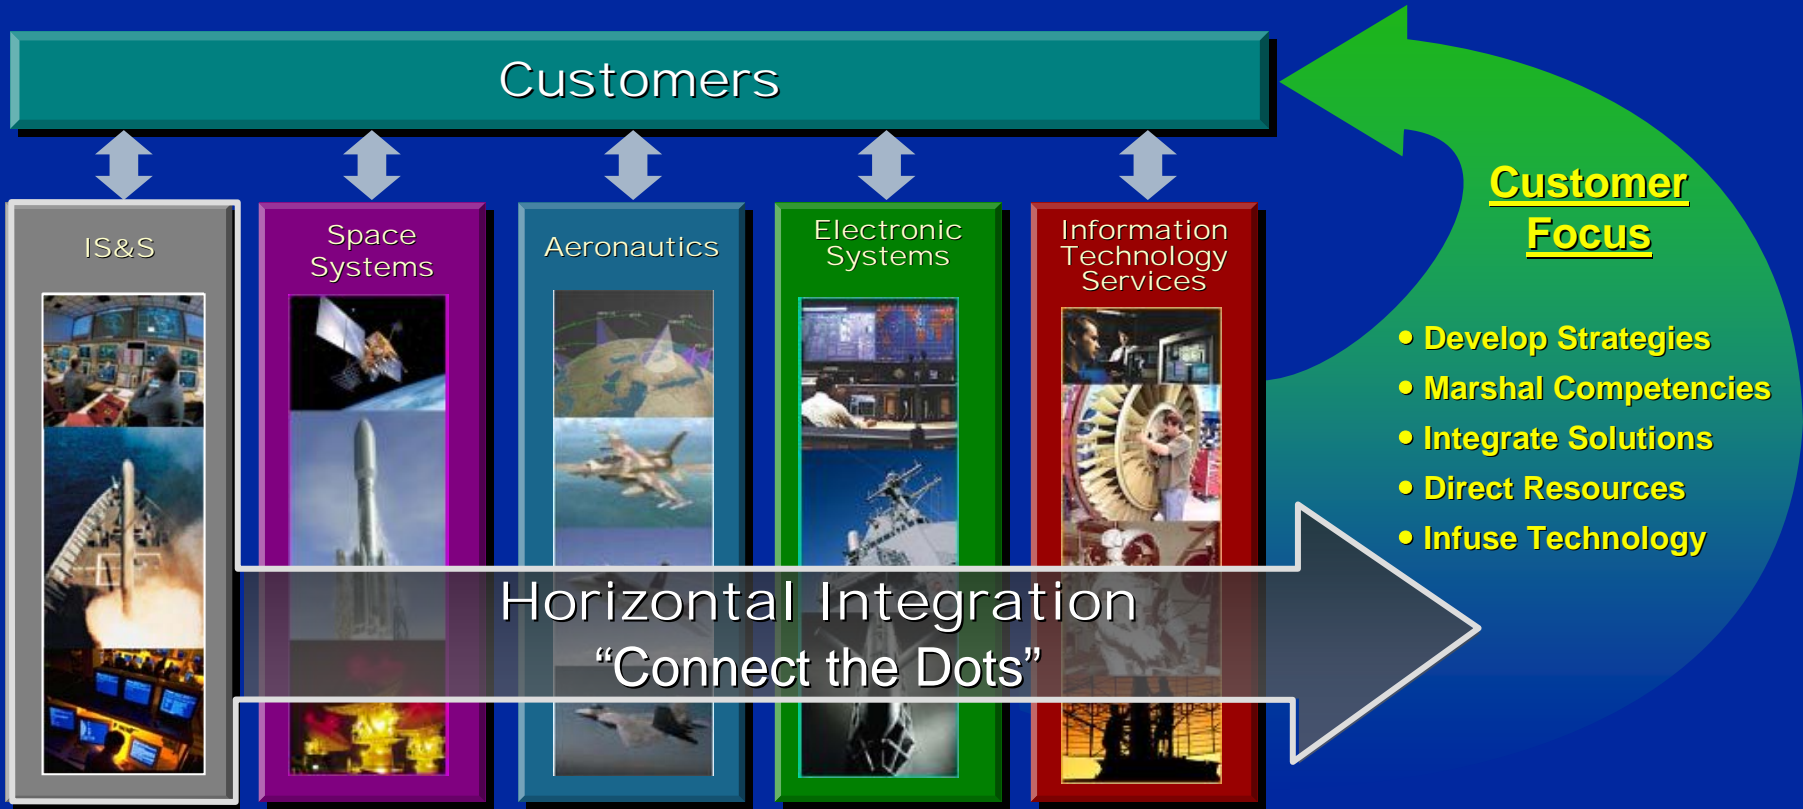 Customers
IS&S
Space
Systems
Aeronautics
Electronic
Systems
Information
Technology
Services
Customer
Focus
• Develop Strategies
• Marshal Competencies
• Integrate Solutions
• Direct Resources
• Infuse Technology
Horizontal Integration
“Connect the Dots”